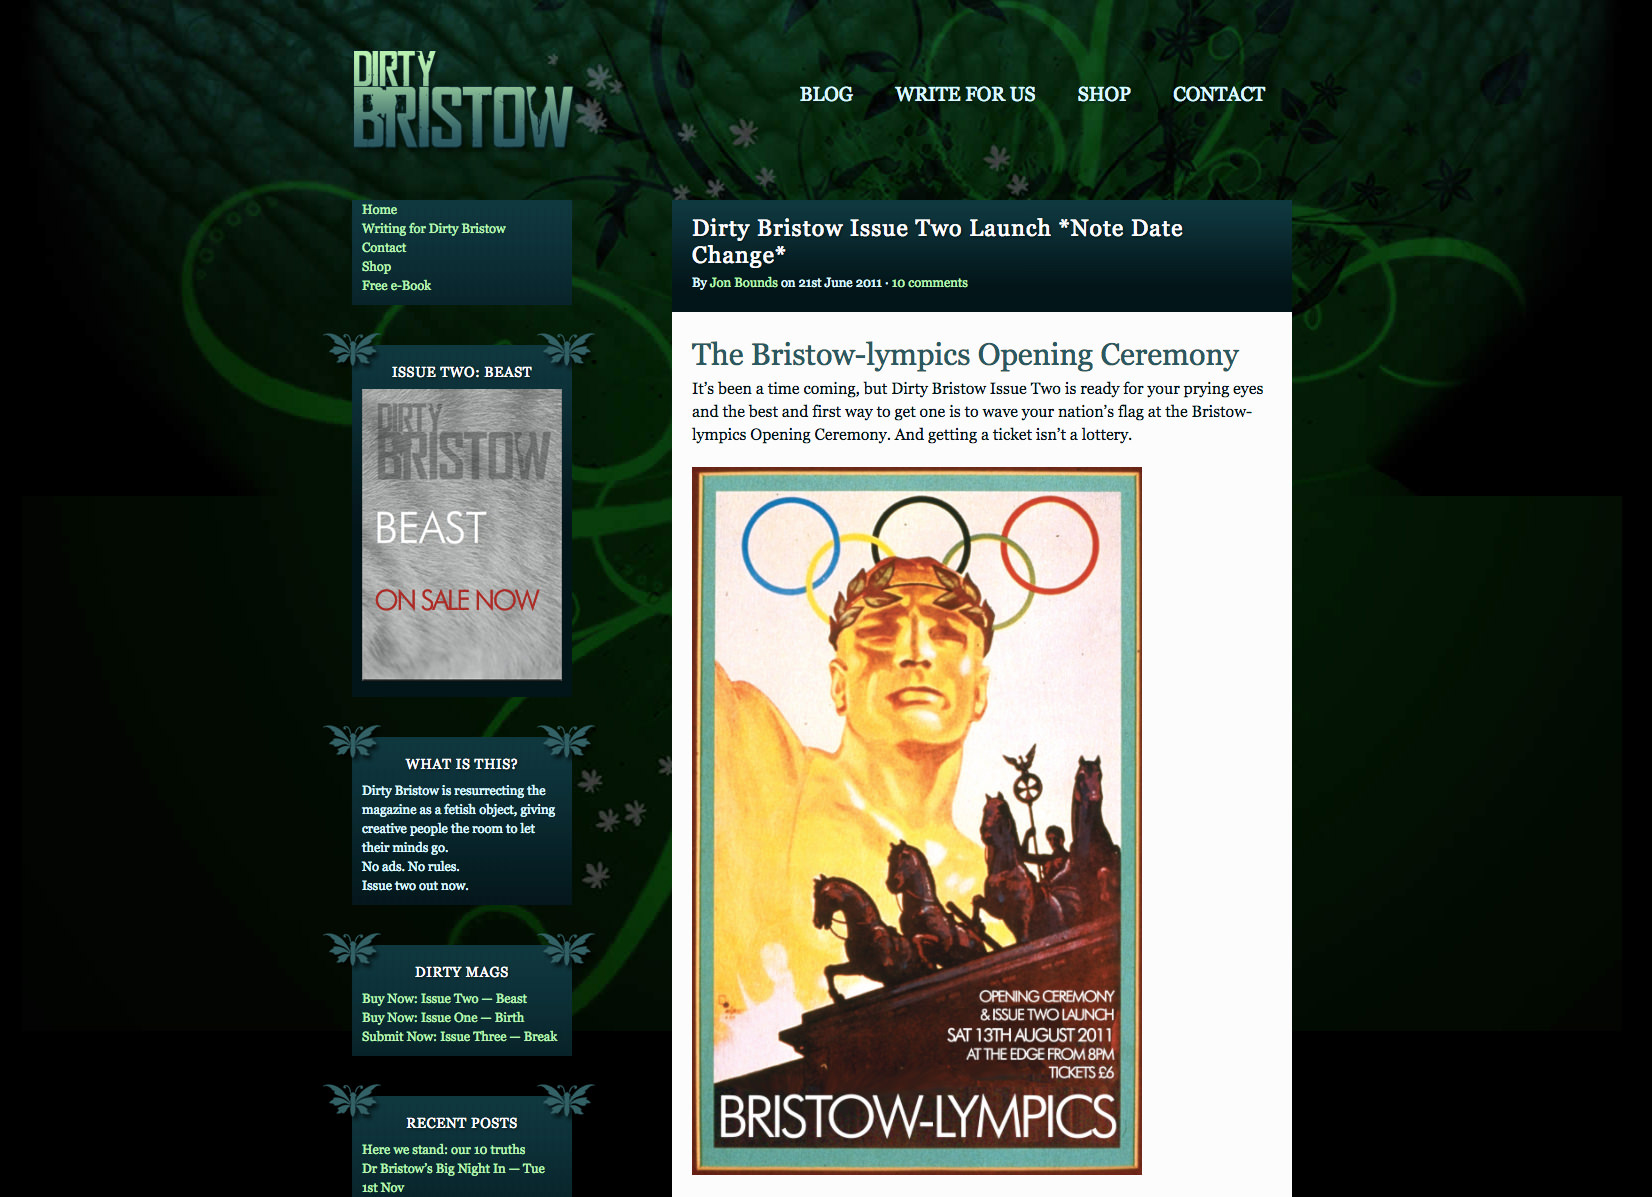 DIRTY
BRISTOW
BLOG WRITE FOR US SHOP CONTACT
Home
Writing for Dirty Bristow
Contact
Shop
Free e-Book
ISSUE TWO: BEAST
DIRTY
BRISTOW
BEAST
ON SALE NOW
WHAT IS THIS?
Dirty Bristow is resurrecting the
magazine as a fetish object, giving
creative people the room to let
their minds go.
No ads. No rules.
Issue two out now.
DIRTY MAGS
Buy Now: Issue Two — Beast
Buy Now: Issue One — Birth
Submit Now: Issue Three — Break
RECENT POSTS
Here we stand: our 10 truths
Dr Bristow’s Big Night In — Tue
1st Nov
Dirty Bristow Issue Two Launch *Note Date
Change*
By Jon Bounds on 21st June 2011 · 10 comments
The Bristow-lympics Opening Ceremony
It’s been a time coming, but Dirty Bristow Issue Two is ready for your prying eyes
and the best and first way to get one is to wave your nation’s flag at the Bristow-
lympics Opening Ceremony. And getting a ticket isn’t a lottery.
OPENING CEREMONY
& ISSUE TWO LAUNCH
SAT 13TH AUGUST 2011
AT THE EDGE FROM 8PM
TICKETS £6
BRISTOW-LYMPICS